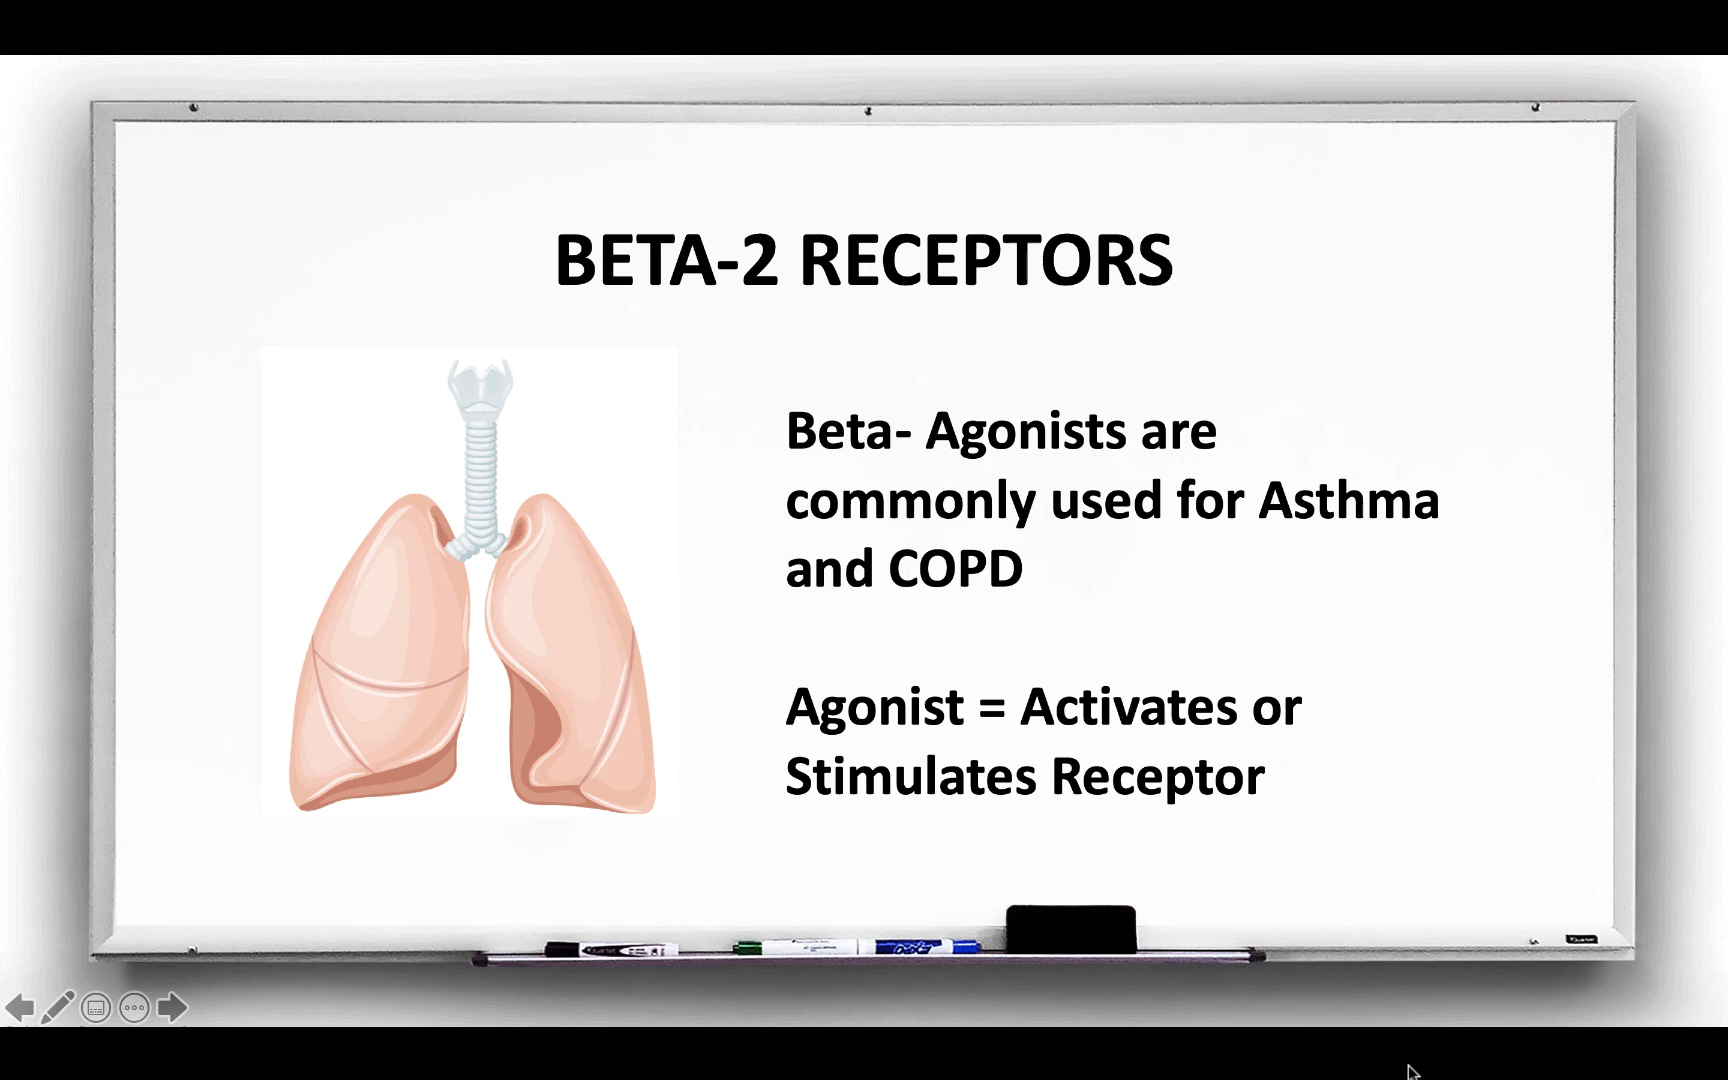 BETA-2 RECEPTORS
Beta- Agonists are
commonly used for Asthma
and COPD
Agonist = Activates or
Stimulates Receptor